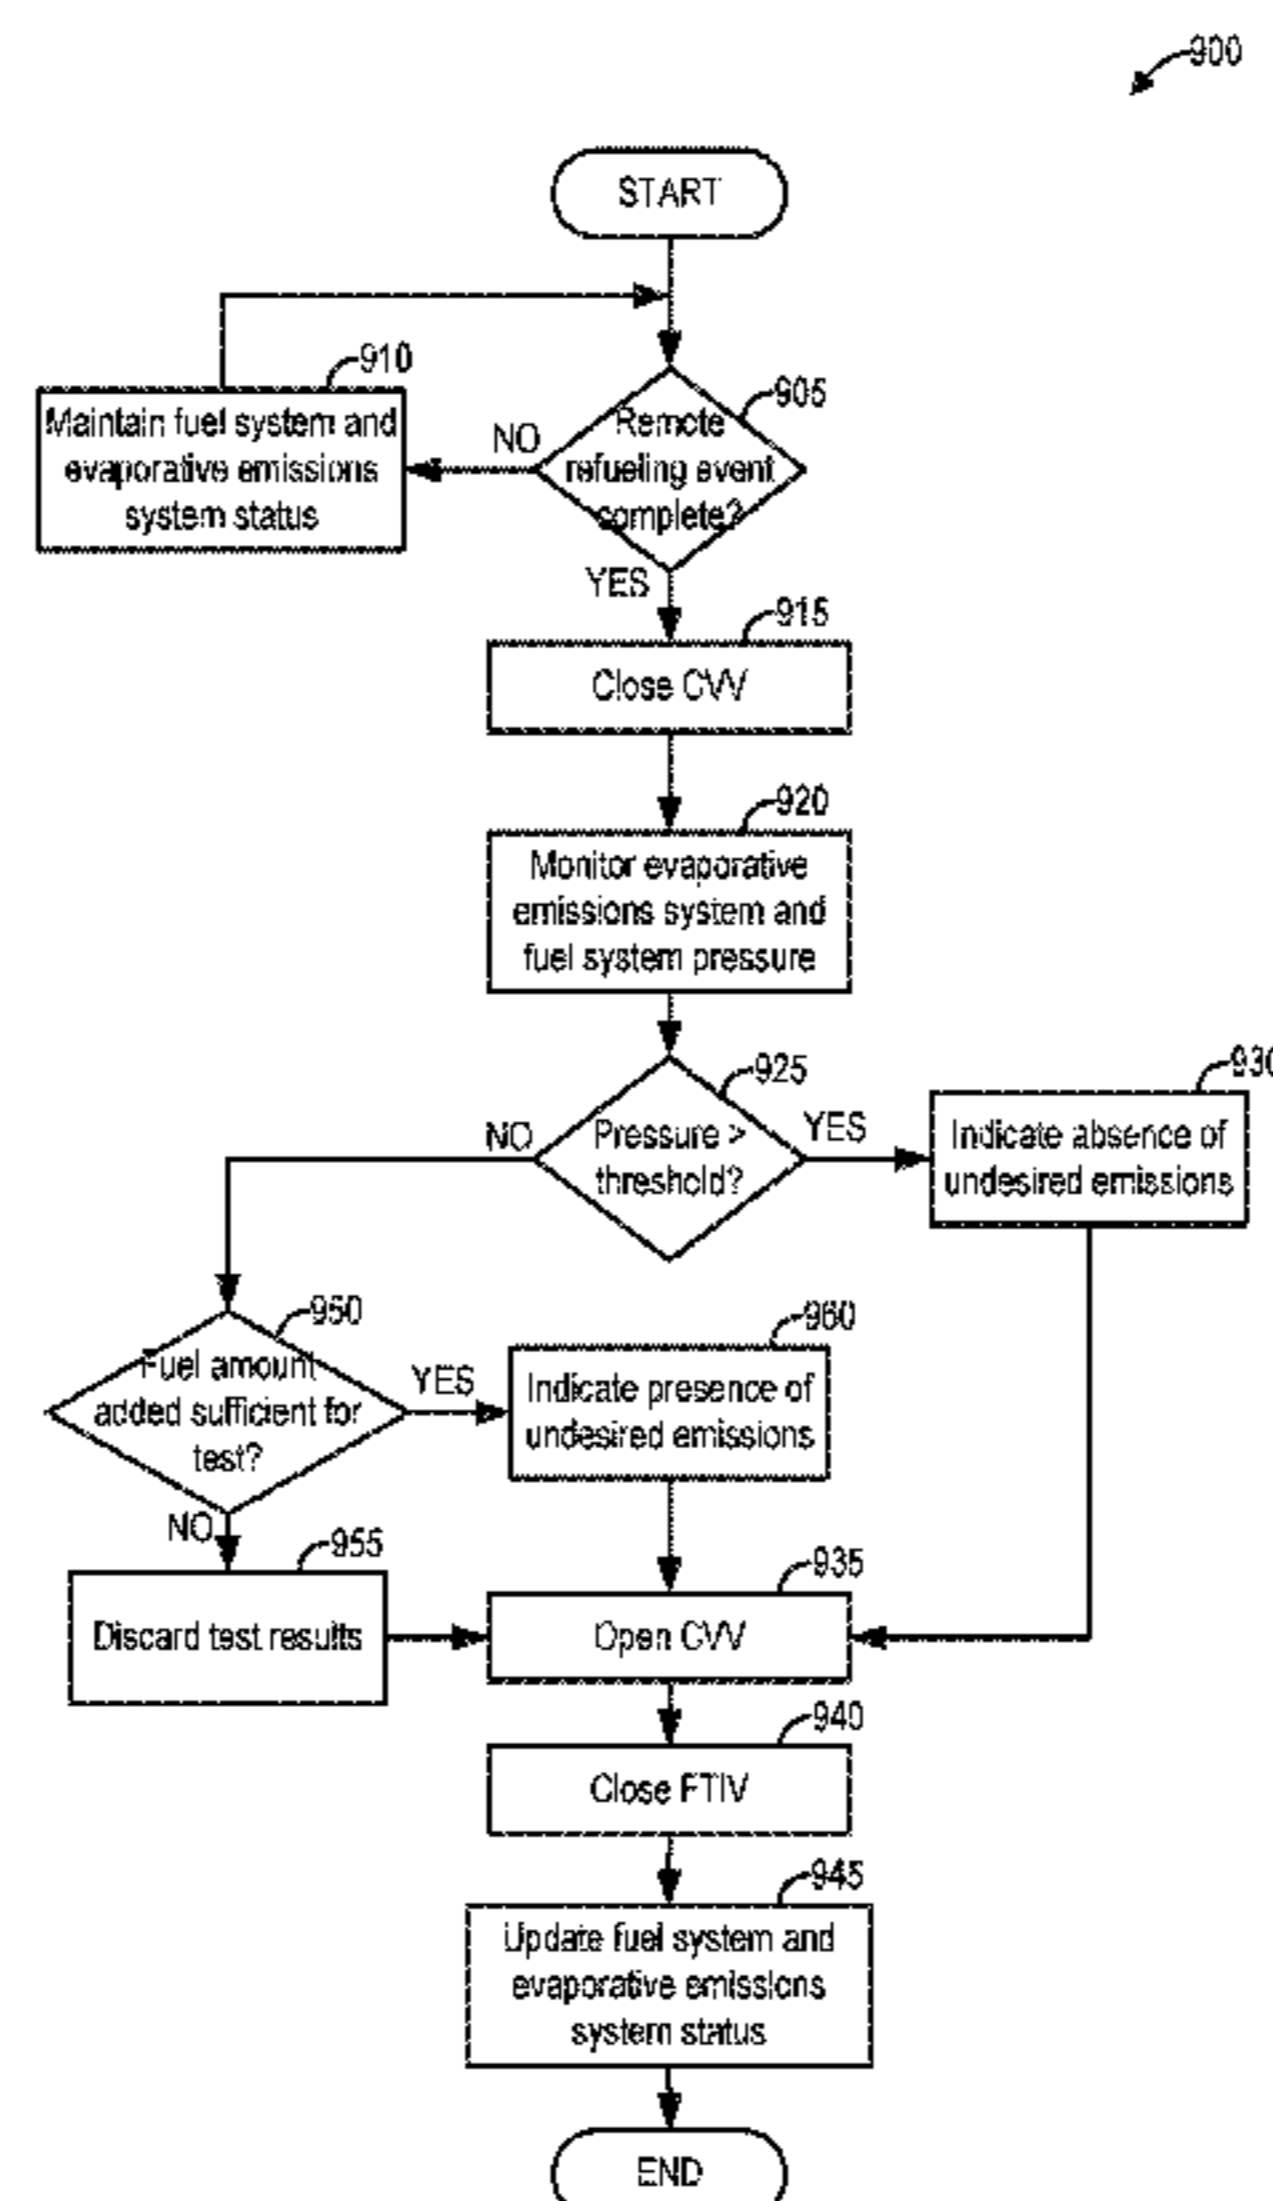 900
START
910
Maintain fuel system and
evaporative emissions
system status
905
Remote
refueling event
complete?
NO
YES
915
Close CVV
920
Monitor evaporative
emissions system and
fuel system pressure
925
Pressure >
threshold?
NO
YES
930
Indicate absence of
undesired emissions
950
Fuel amount
added sufficient for
test?
YES
NO
960
Indicate presence of
undesired emissions
955
Discard test results
935
Open CVV
940
Close FTIV
945
Update fuel system and
evaporative emissions
system status
END